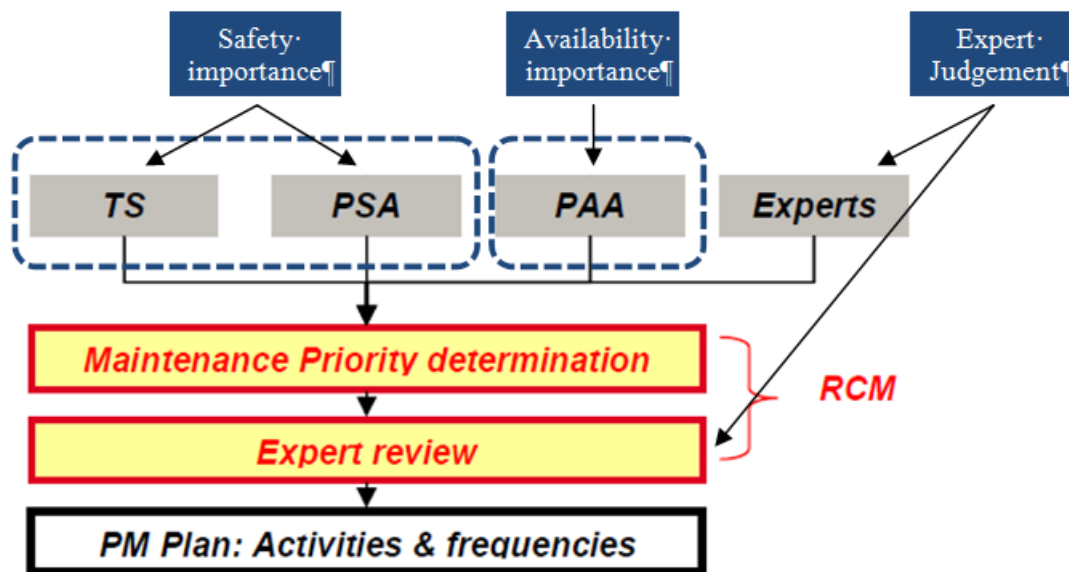 Safety·
importance¶
Availability·
importance¶
Expert·
Judgement¶
TS
PSA
PAA
Experts
Maintenance Priority determination
RCM
Expert review
PM Plan: Activities & frequencies